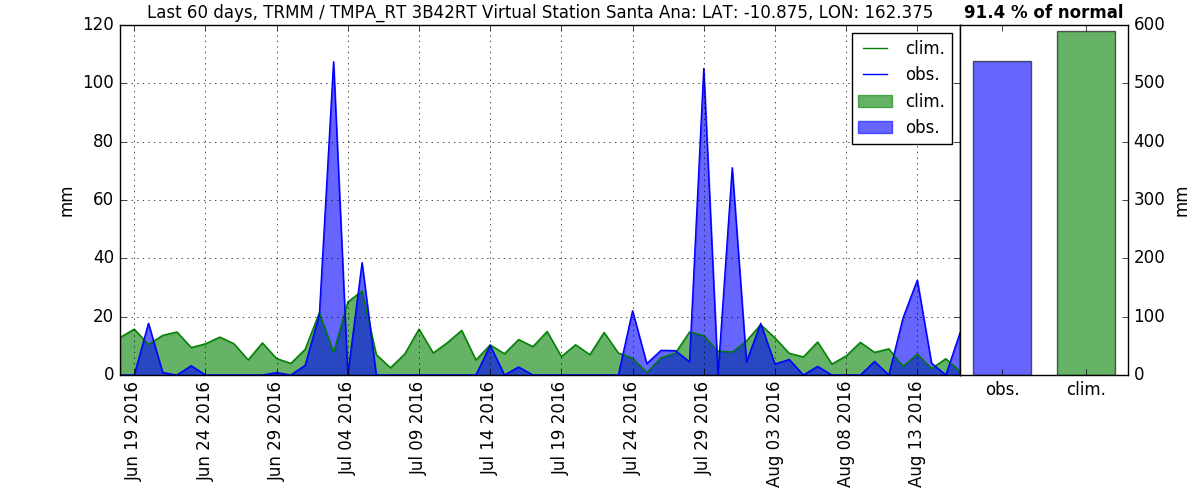 Last 60 days, TRMM / TMPA_RT 3B42RT Virtual Station Santa Ana: LAT: -10.875, LON: 162.375
91.4 % of normal
120
100
80
60
40
20
0
mm
clim.
obs.
clim.
obs.
600
500
400
300
200
100
0
mm
Jun 19 2016
Jun 24 2016
Jun 29 2016
Jul 04 2016
Jul 09 2016
Jul 14 2016
Jul 19 2016
Jul 24 2016
Jul 29 2016
Aug 03 2016
Aug 08 2016
Aug 13 2016
obs.
clim.